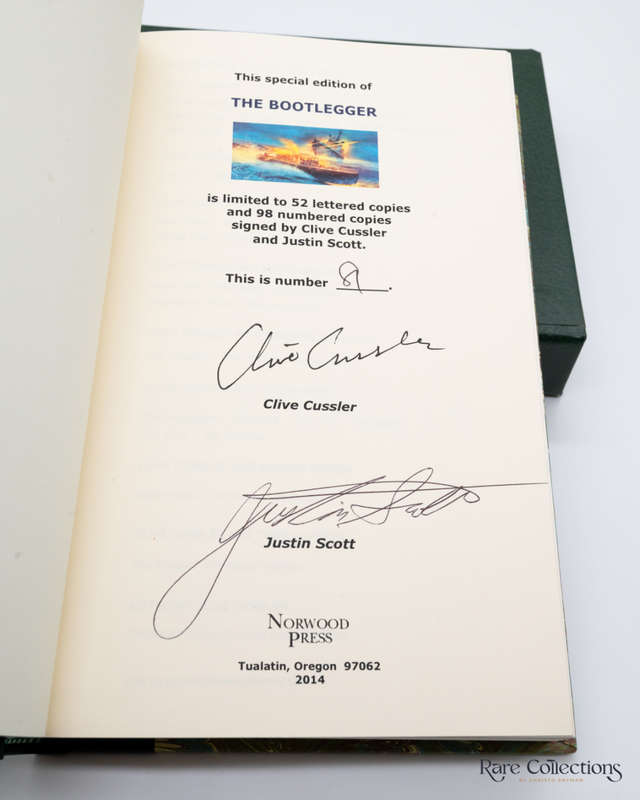 This special edition of
THE BOOTLEGGER
is limited to 52 lettered copies
and 98 numbered copies
signed by Clive Cussler
and Justin Scott.
This is number 81.
Clive Cussler
Clive Cussler
Justin Scott
Justin Scott
NORWOOD
PRESS
Tualatin, Oregon 97062
2014
RARE COLLECTIONS